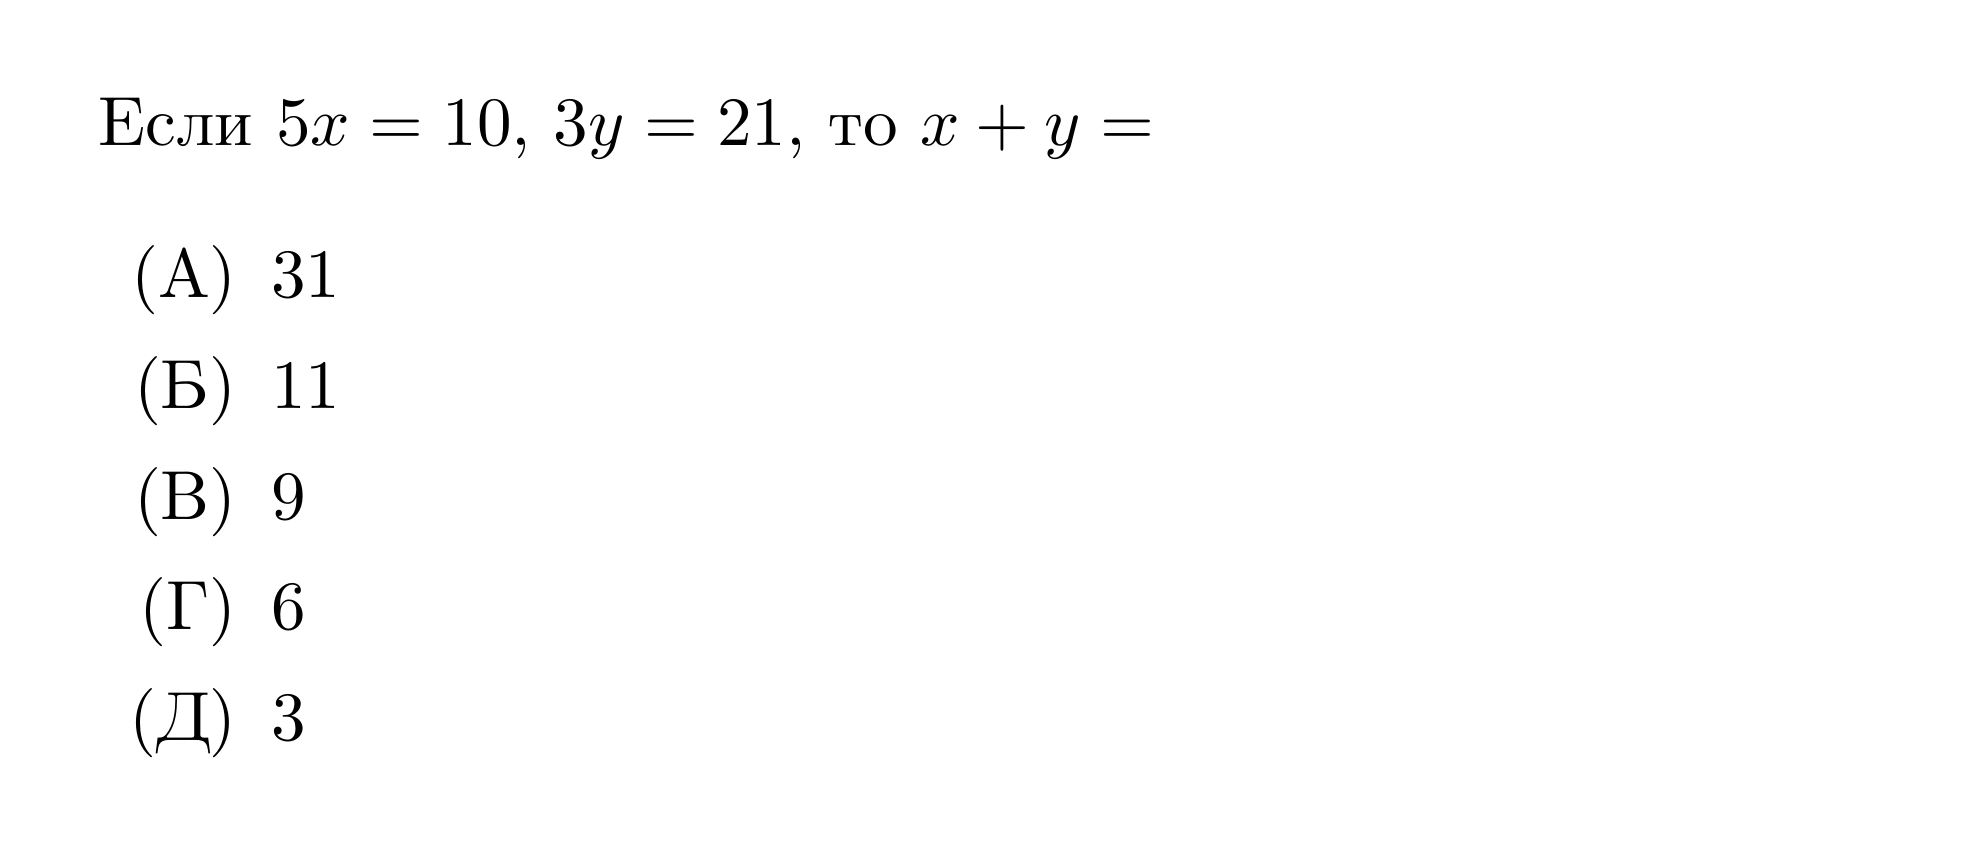 Если 5x = 10, 3y = 21, то x + y =
(А) 31
(Б) 11
(В) 9
(Г) 6
(Д) 3